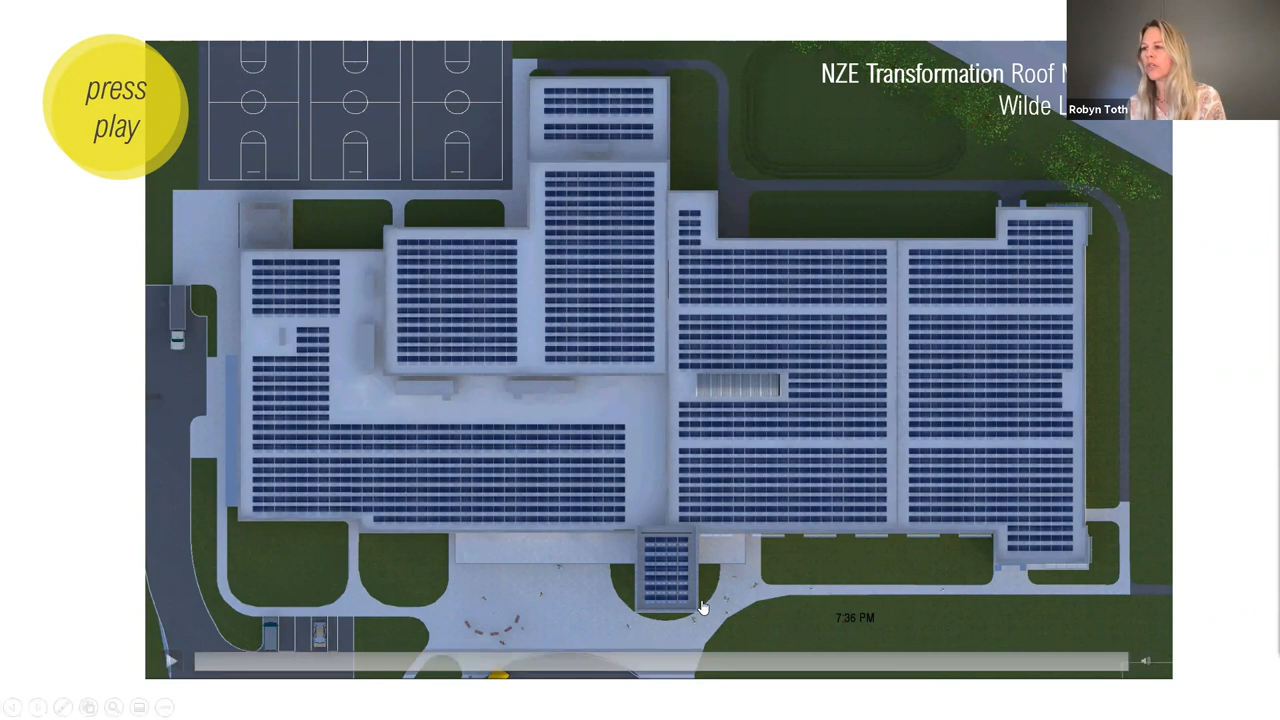 press
play
NZE Transformation Roof
Wilde
Robyn Toth
7:36 PM